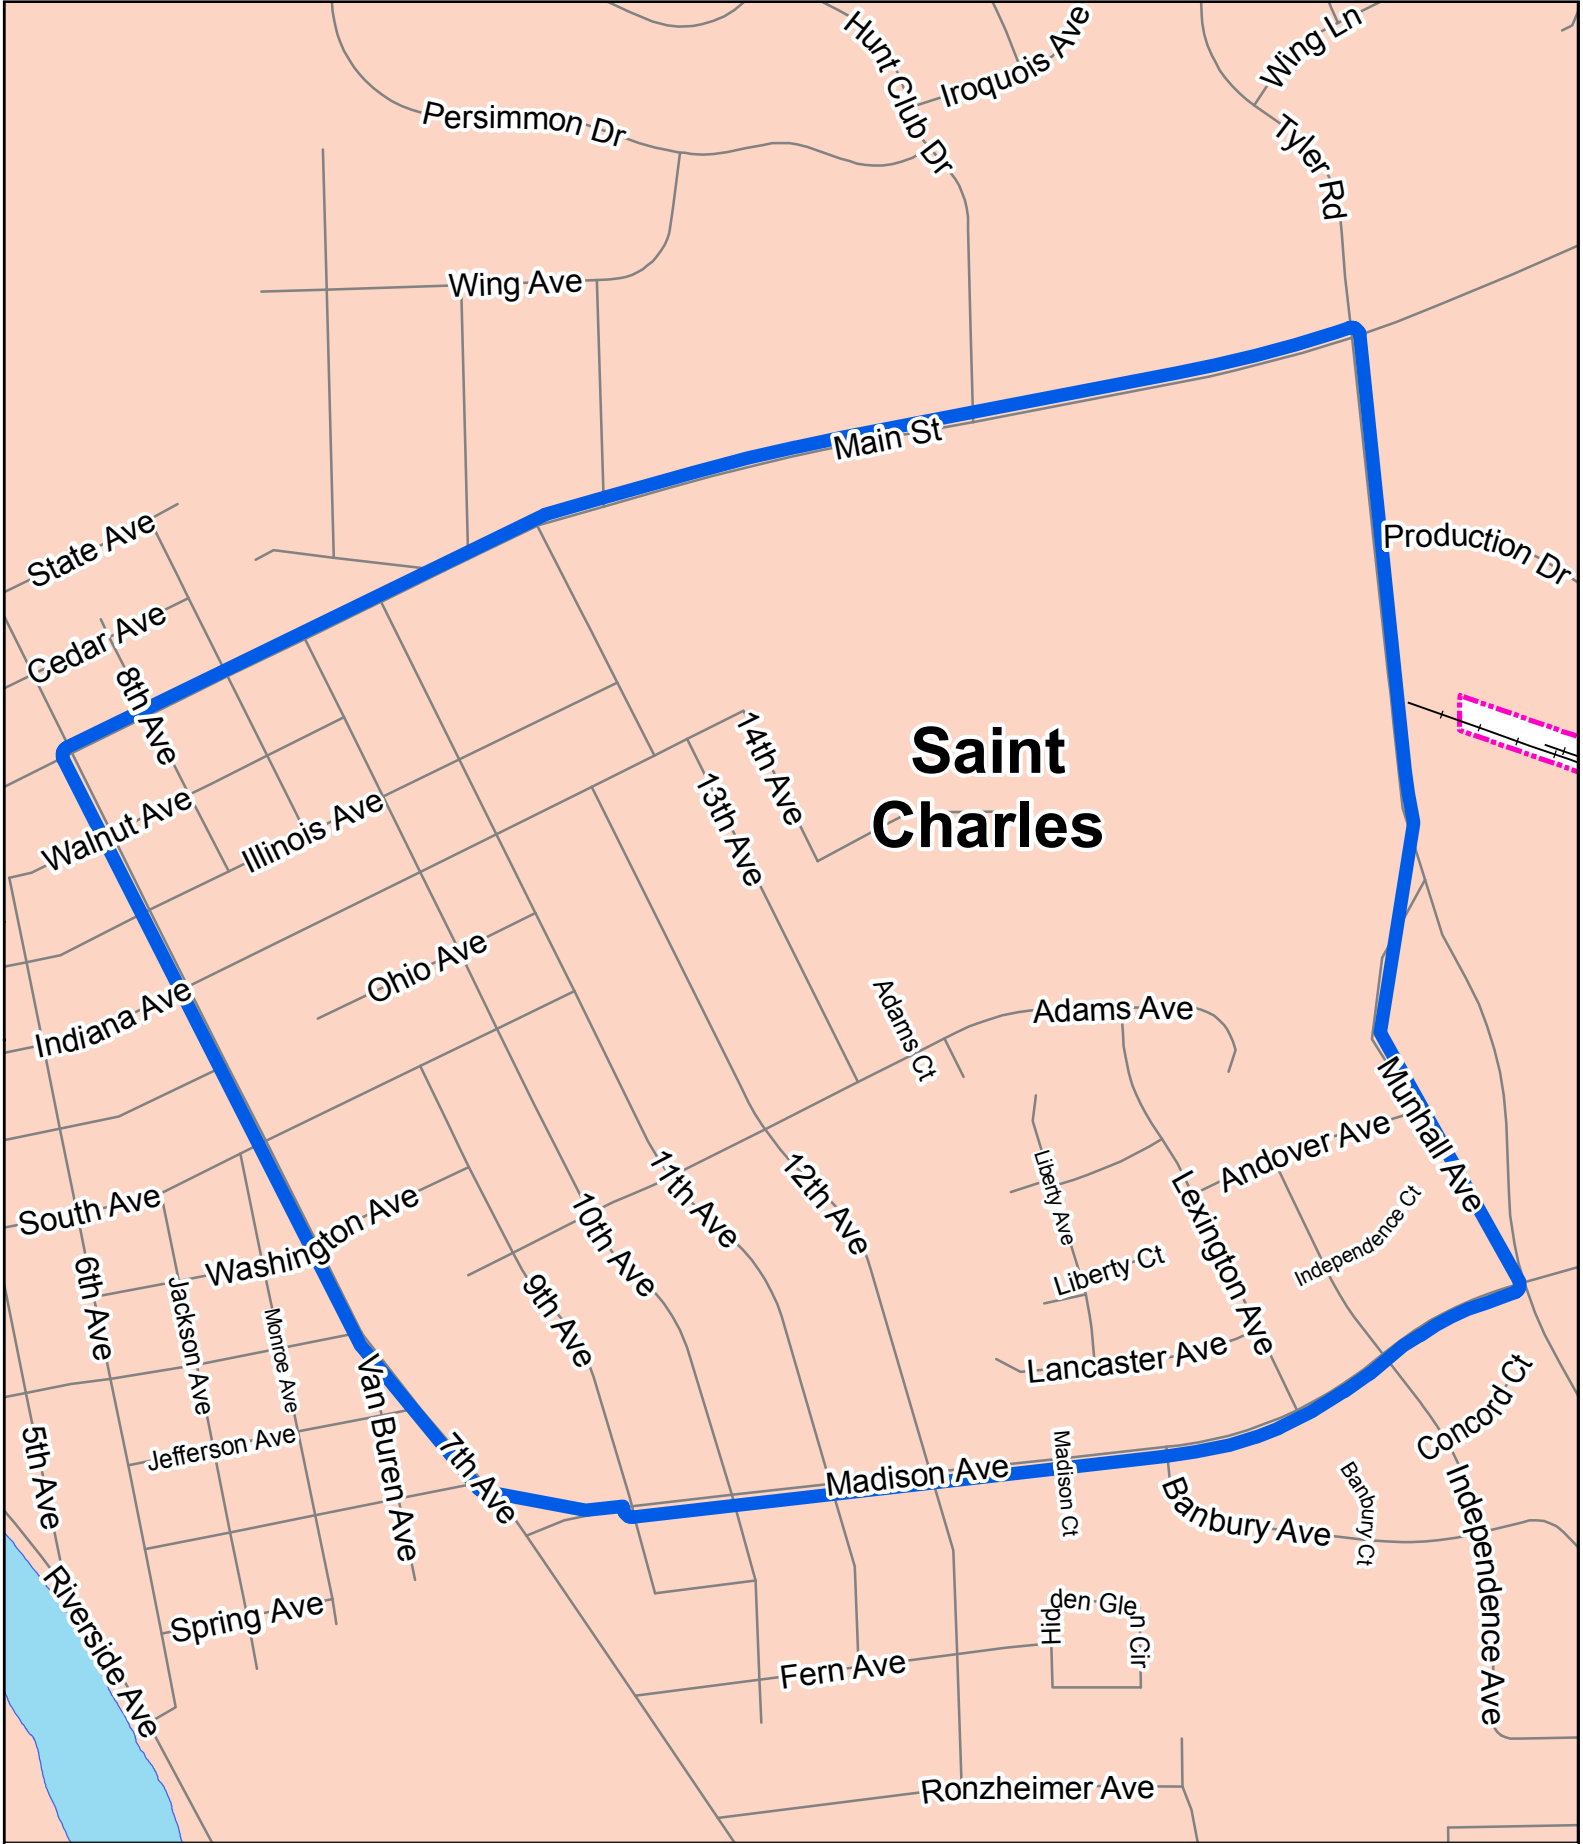 Hunt Club Dr
Iroquois Ave
Wing Ln
Persimmon Dr
Tyler Rd
Wing Ave
Main St
State Ave
Production Dr
Cedar Ave
8th Ave
14th Ave
Saint
Charles
13th Ave
Walnut Ave
Illinois Ave
Ohio Ave
Indiana Ave
Adams Ct
Adams Ave
Munhall Ave
Andover Ave
Liberty Ave
12th Ave
11th Ave
Lexington Ave
Independence Ct
South Ave
Washington Ave
10th Ave
Liberty Ct
6th Ave
Jackson Ave
Monroe Ave
9th Ave
Lancaster Ave
Van Buren Ave
Concord Ct
5th Ave
Jefferson Ave
7th Ave
Madison Ave
Madison Ct
Banbury Ave
Banbury Ct
Independence Ave
Riverside Ave
Spring Ave
Hidden Glen Cir
Fern Ave
Ronzheimer Ave